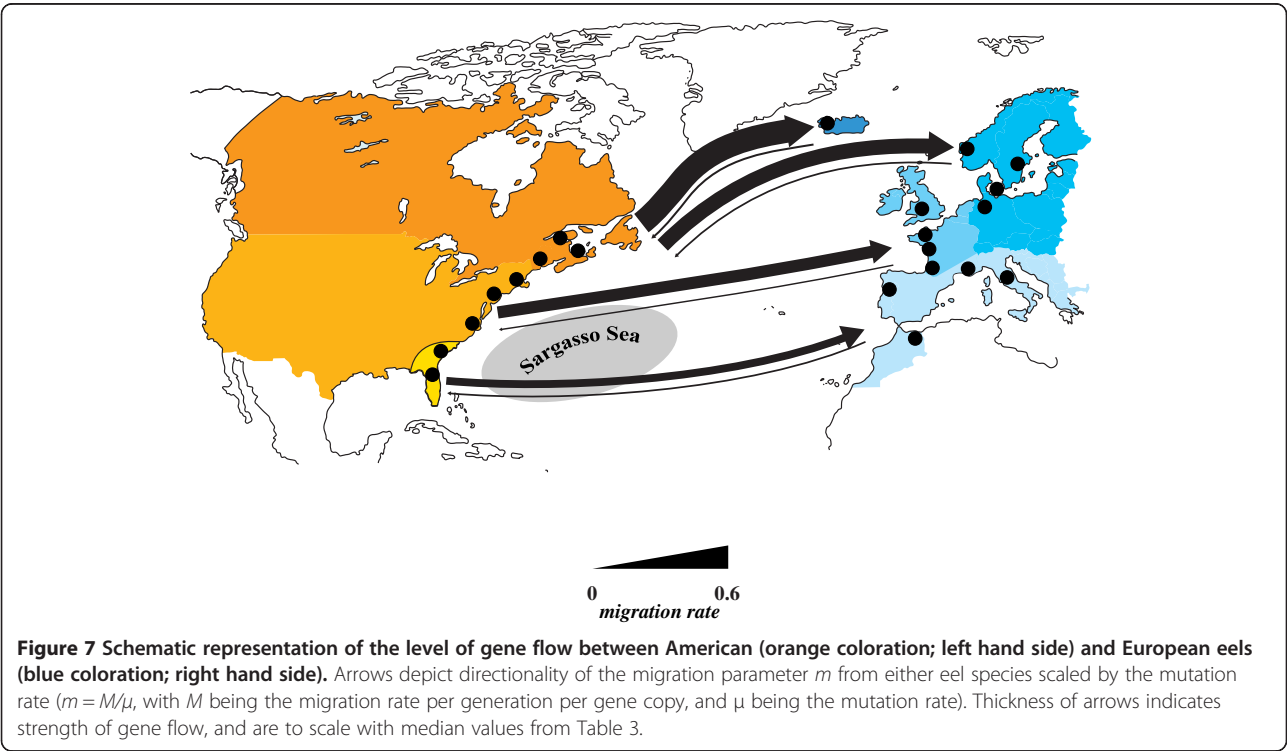 Sargasso Sea
0 0.6
migration rate
Figure 7 Schematic representation of the level of gene flow between American (orange coloration; left hand side) and European eels
(blue coloration; right hand side). Arrows depict directionality of the migration parameter m from either eel species scaled by the mutation
rate (m = M/μ, with M being the migration rate per generation per gene copy, and μ being the mutation rate). Thickness of arrows indicates
strength of gene flow, and are to scale with median values from Table 3.